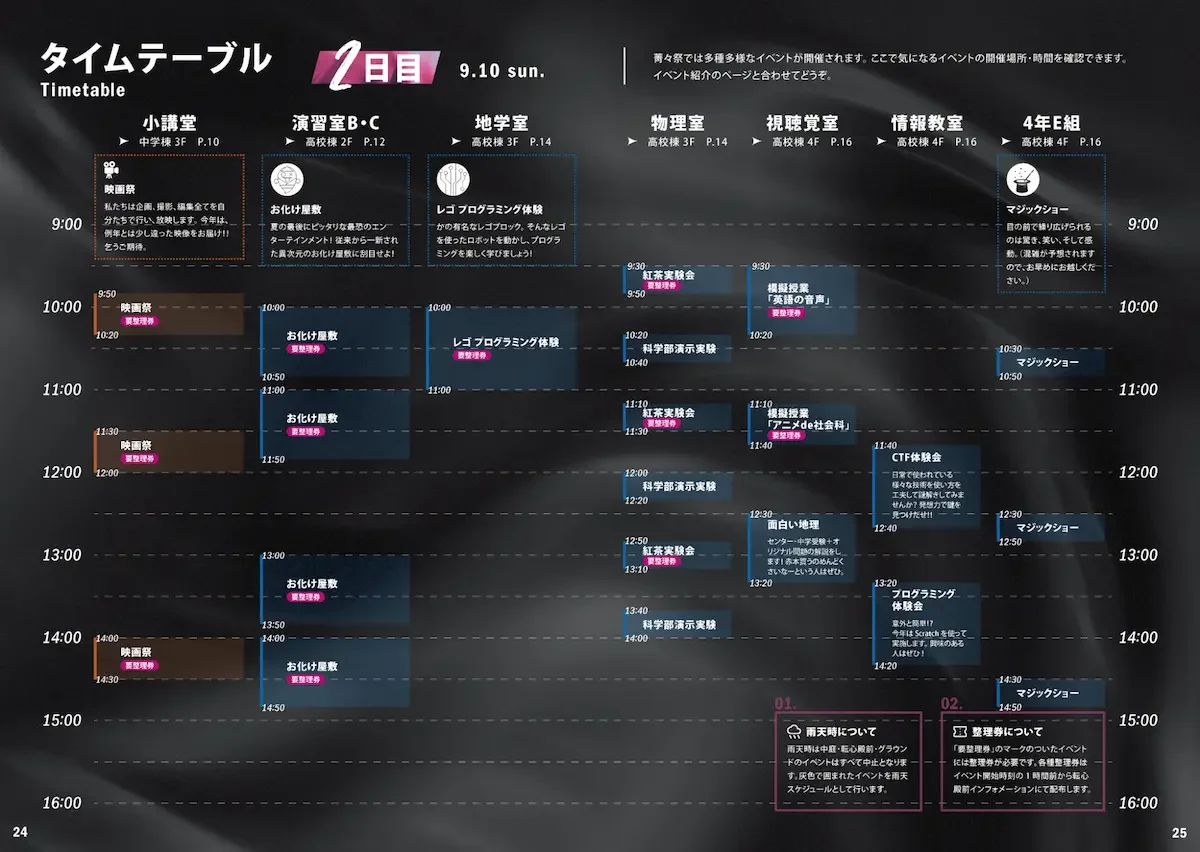 タイムテーブル
Timetable
2日目
9.10 sun.
菁々祭では多種多様なイベントが開催されます。ここで気になるイベントの開催場所・時間を確認できます。
イベント紹介のページと合わせてどうぞ。
小講堂
➤ 中学棟 3F P.10
演習室B・C
➤ 高校棟 2F P.12
地学室
➤ 高校棟 3F P.14
物理室
➤ 高校棟 3F P.14
視聴覚室
➤ 高校棟 4F P.16
情報教室
➤ 高校棟 4F P.16
4年E組
➤ 高校棟 4F P.16
9:00
10:00
11:00
12:00
13:00
14:00
15:00
16:00
映画祭
私たちは企画、撮影、編集全てを自
分たちで行い、放映します。今年は、
例年とは少し違った映像をお届け!!
乞うご期待。
9:50
映画祭
要整理券
10:20
11:30
映画祭
要整理券
12:00
14:00
映画祭
要整理券
14:30
お化け屋敷
夏の最後にピッタリな最恐のエン
ターテインメント! 従来から一新され
た異次元のお化け屋敷に刮目せよ!
10:00
お化け屋敷
要整理券
10:50
11:00
お化け屋敷
要整理券
11:50
13:00
お化け屋敷
要整理券
13:50
14:00
お化け屋敷
要整理券
14:50
レゴ プログラミング体験
かの有名なレゴブロック。そんなレゴ
を使ったロボットを動かし、プログラ
ミングを楽しく学びましょう!
10:00
レゴ プログラミング体験
要整理券
11:00
9:30
紅茶実験会
要整理券
9:50
10:20
科学部演示実験
10:40
11:10
紅茶実験会
要整理券
11:30
12:00
科学部演示実験
12:20
12:50
紅茶実験会
要整理券
13:10
13:40
科学部演示実験
14:00
9:30
模擬授業
「英語の音声」
要整理券
10:20
11:10
模擬授業
「アニメde社会科」
要整理券
11:40
12:30
面白い地理
センター・中学受験+オ
リジナル問題の解説をし
ます! 赤本買うのめんどく
さいなーという人はぜひ。
13:20
11:40
CTF体験会
日常で使われている
様々な技術を使い方を
工夫して謎解きしてみま
せんか? 発想力で鍵を
見つけだせ!!
12:40
13:20
プログラミング
体験会
意外と簡単!?
今年は Scratch を使って
実施します。興味のある
人はぜひ!
14:20
マジックショー
目の前で繰り広げられる
のは驚き、笑い、そして感
動。(混雑が予想されます
ので、お早めにお越しくだ
さい。)
10:30
マジックショー
10:50
12:30
マジックショー
12:50
14:30
マジックショー
14:50
9:00
10:00
11:00
12:00
13:00
14:00
15:00
16:00
01.
雨天時について
雨天時は中庭・転心殿前・グラウン
ドのイベントはすべて中止となりま
す。灰色で囲まれたイベントを雨天
スケジュールとして行います。
02.
整理券について
「要整理券」のマークのついたイベント
には整理券が必要です。各種整理券は
イベント開始時刻の1時間前から転心
殿前インフォメーションにて配布します。
24
25